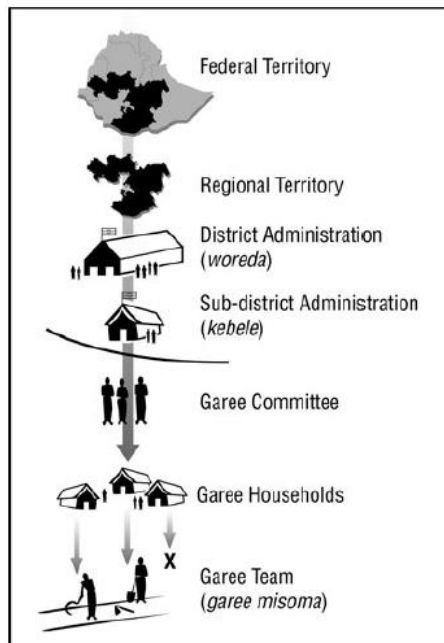 Federal Territory
Regional Territory
District Administration
(woreda)
Sub-district Administration
(kebele)
Garee Committee
Garee Households
X
Garee Team
(garee misoma)